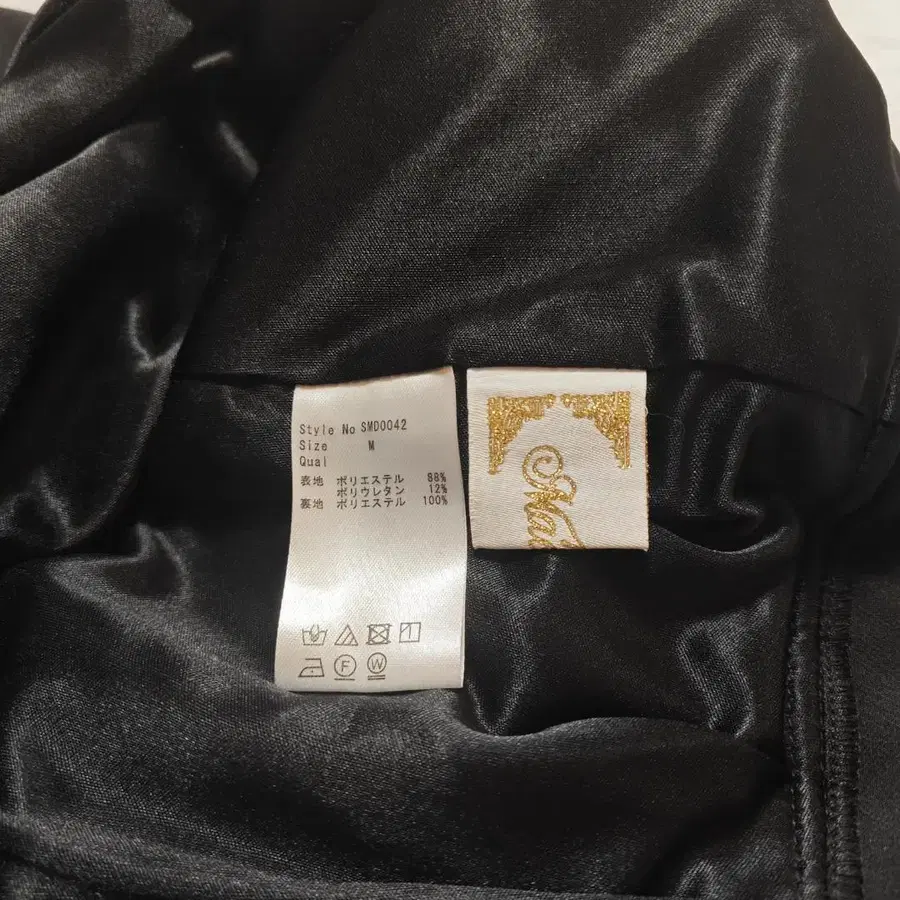 Style No SMD0042
Size M
Qual
表地 ポリエステル 88%
ポリウレタン 12%
裏地 ポリエステル 100%
F
W